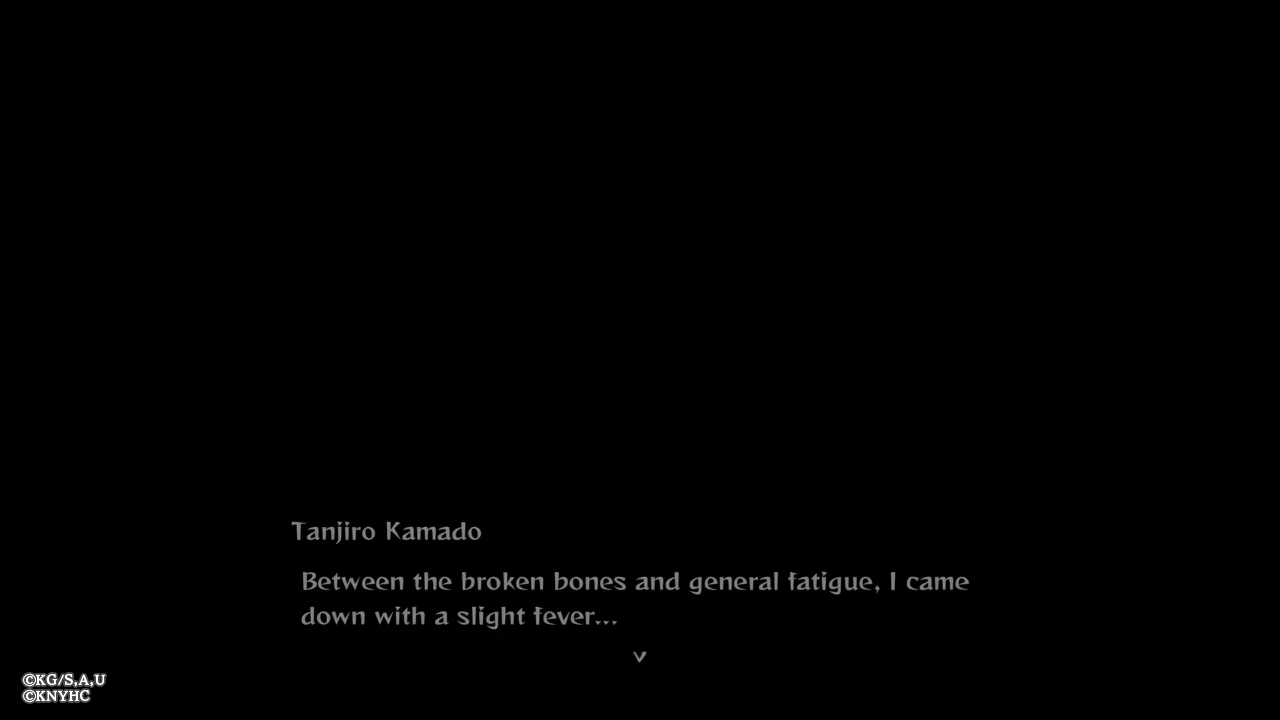 Tanjiro Kamado
Between the broken bones and general fatigue, I came
down with a slight fever...
©KG/S,A,U
©KNYHC